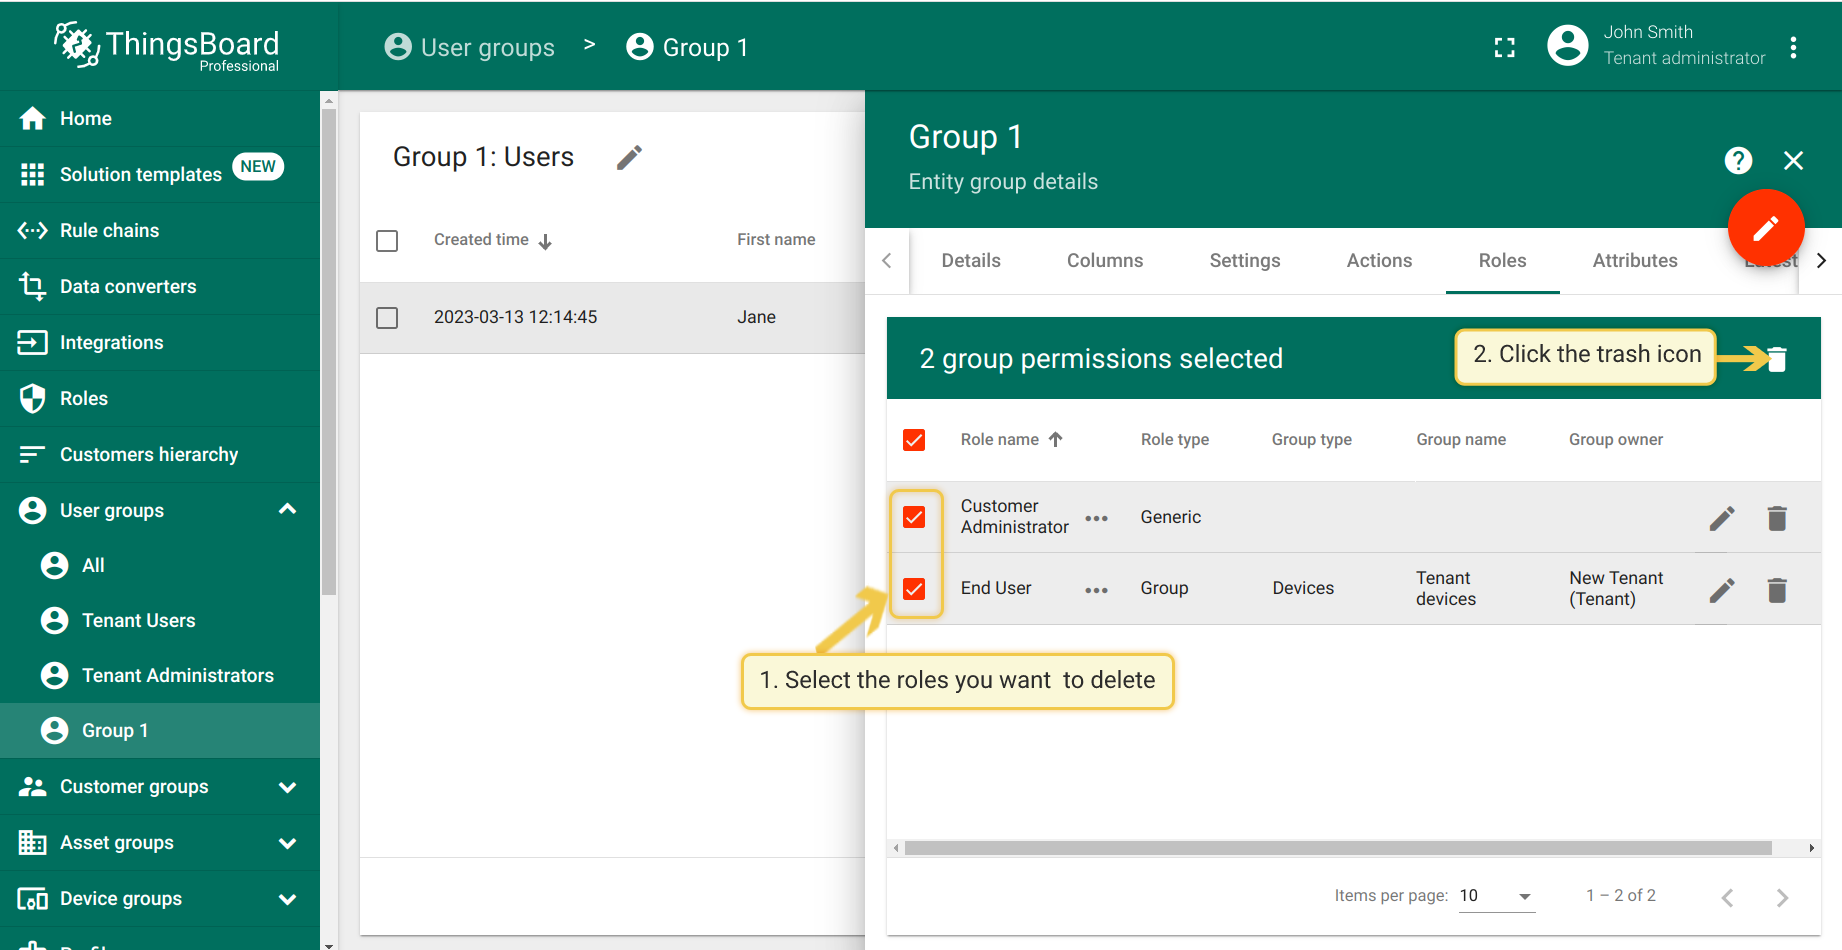 ThingsBoard
Professional
User groups > Group 1
John Smith
Tenant administrator
Home
Solution templates NEW
Rule chains
Data converters
Integrations
Roles
Customers hierarchy
User groups
All
Tenant Users
Tenant Administrators
Group 1
Customer groups
Asset groups
Device groups
Group 1: Users
Created time
First name
2023-03-13 12:14:45
Jane
Group 1
Entity group details
Details
Columns
Settings
Actions
Roles
Attributes
2 group permissions selected
2. Click the trash icon
Role name
Role type
Group type
Group name
Group owner
Customer
Administrator
Generic
End User
Group
Devices
Tenant
devices
New Tenant
(Tenant)
1. Select the roles you want  to delete
Items per page: 10
1 – 2 of 2